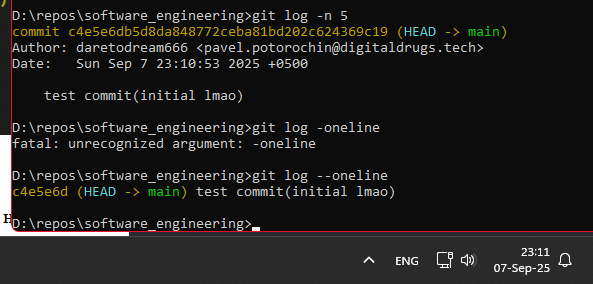 D:\repos\software_engineering>git log -n 5
commit c4e5e6db5d8da848772ceba81bd202c624369c19 (HEAD -> main)
Author: daretodream666 <pavel.potorochin@digitaldrugs.tech>
Date:   Sun Sep 7 23:10:53 2025 +0500
    test commit(initial lmao)
D:\repos\software_engineering>git log -oneline
fatal: unrecognized argument: -oneline
D:\repos\software_engineering>git log --oneline
c4e5e6d (HEAD -> main) test commit(initial lmao)
H
D:\repos\software_engineering>
ENG
23:11
07-Sep-25